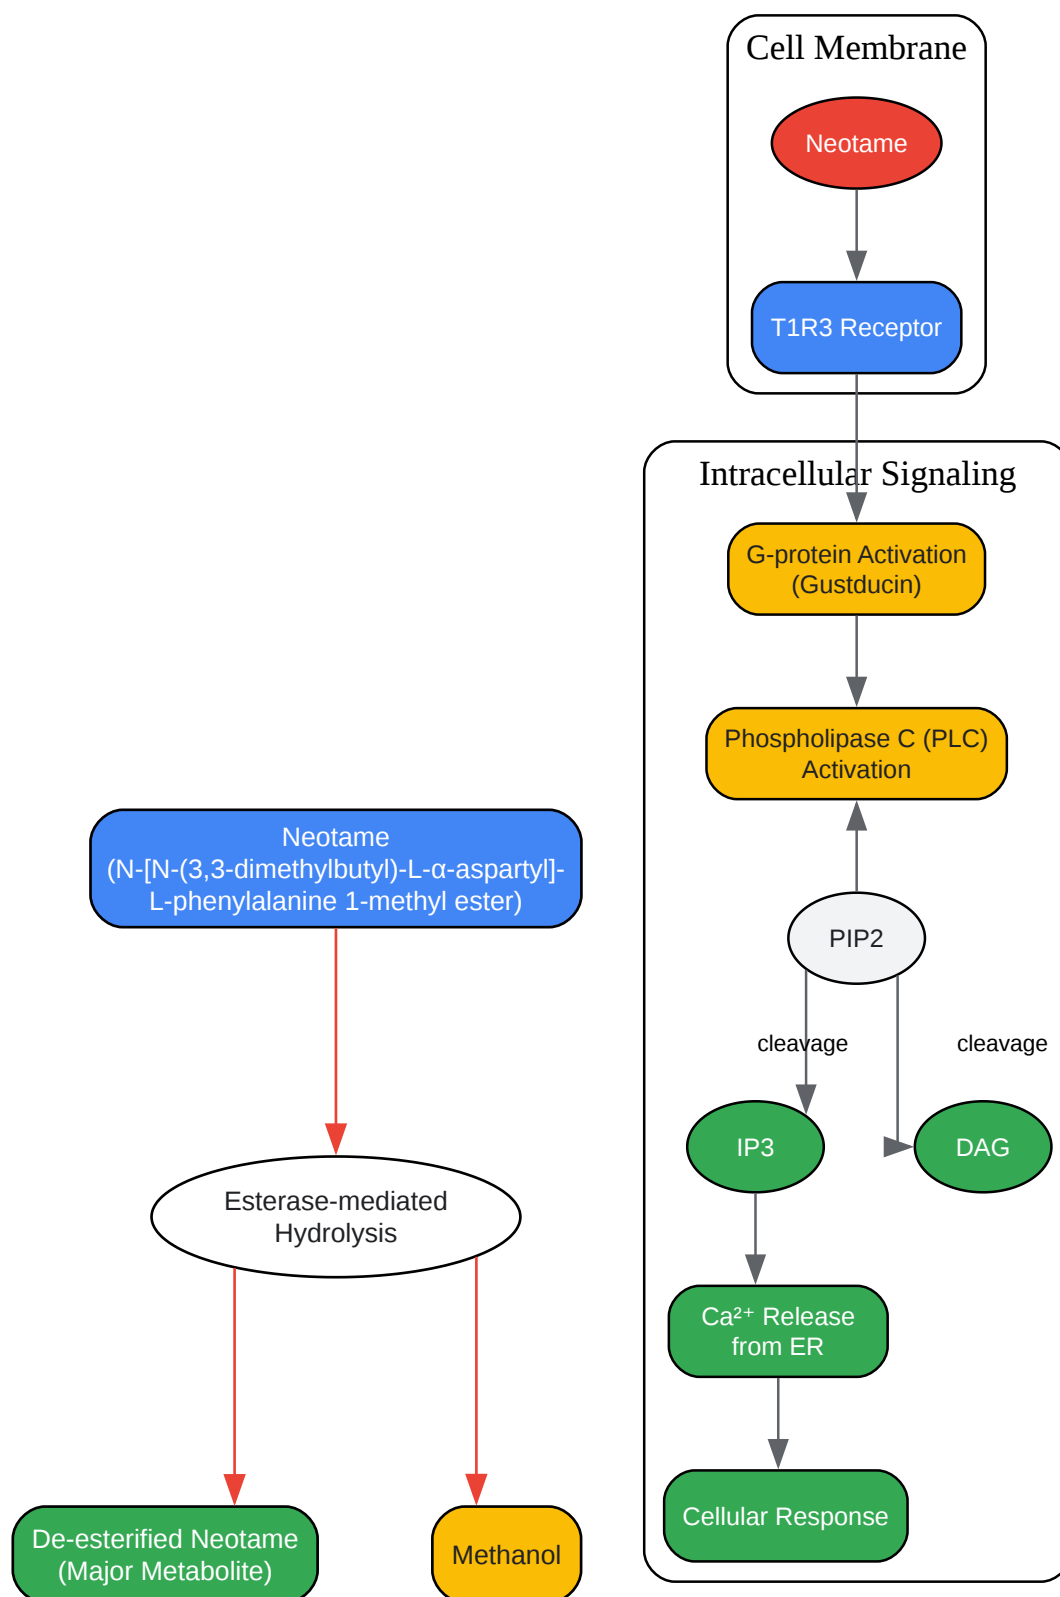 Cell Membrane
Neotame
T1R3 Receptor
Intracellular Signaling
G-protein Activation
(Gustducin)
Phospholipase C (PLC)
Activation
PIP2
cleavage
cleavage
IP3
DAG
Ca²⁺ Release
from ER
Cellular Response
Neotame
(N-[N-(3,3-dimethylbutyl)-L-α-aspartyl]-
L-phenylalanine 1-methyl ester)
Esterase-mediated
Hydrolysis
De-esterified Neotame
(Major Metabolite)
Methanol